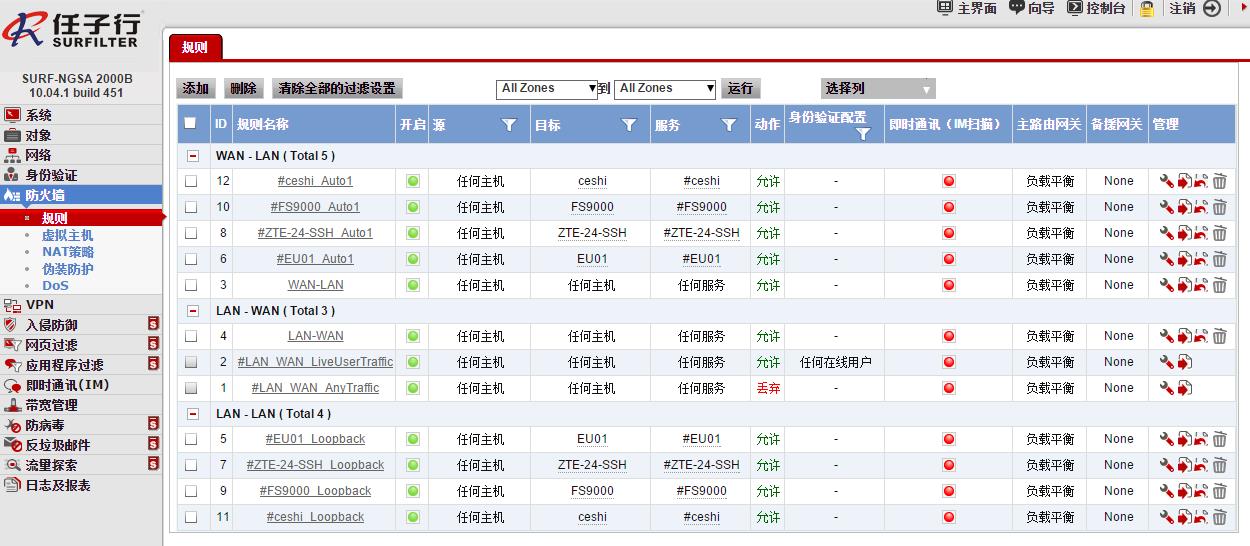 主界面 向导 控制台 注销
任子行®
SURFILTER
SURF-NGSA 2000B
10.04.1 build 451
系统
对象
网络
身份验证
防火墙
规则
虚拟主机
NAT策略
伪装防护
DoS
VPN
入侵防御
网页过滤
应用程序过滤
即时通讯(IM)
带宽管理
防病毒
反垃圾邮件
流量探索
日志及报表
规则
添加 删除 清除全部的过滤设置 All Zones 到 All Zones 运行 选择列
ID 规则名称 开启 源 目标 服务 动作 身份验证配置 即时通讯（IM扫描） 主路由网关 备援网关 管理
WAN - LAN ( Total 5 )
12 #ceshi_Auto1 任何主机 ceshi #ceshi 允许 - 负载平衡 None
10 #FS9000_Auto1 任何主机 FS9000 #FS9000 允许 - 负载平衡 None
8 #ZTE-24-SSH_Auto1 任何主机 ZTE-24-SSH #ZTE-24-SSH 允许 - 负载平衡 None
6 #EU01_Auto1 任何主机 EU01 #EU01 允许 - 负载平衡 None
3 WAN-LAN 任何主机 任何主机 任何服务 允许 - 负载平衡 None
LAN - WAN ( Total 3 )
4 LAN-WAN 任何主机 任何主机 任何服务 允许 - 负载平衡 None
2 #LAN_WAN_LiveUserTraffic 任何主机 任何主机 任何服务 允许 任何在线用户 负载平衡 None
1 #LAN_WAN_AnyTraffic 任何主机 任何主机 任何服务 丢弃 - 负载平衡 None
LAN - LAN ( Total 4 )
5 #EU01_Loopback 任何主机 EU01 #EU01 允许 - 负载平衡 None
7 #ZTE-24-SSH_Loopback 任何主机 ZTE-24-SSH #ZTE-24-SSH 允许 - 负载平衡 None
9 #FS9000_Loopback 任何主机 FS9000 #FS9000 允许 - 负载平衡 None
11 #ceshi_Loopback 任何主机 ceshi #ceshi 允许 - 负载平衡 None